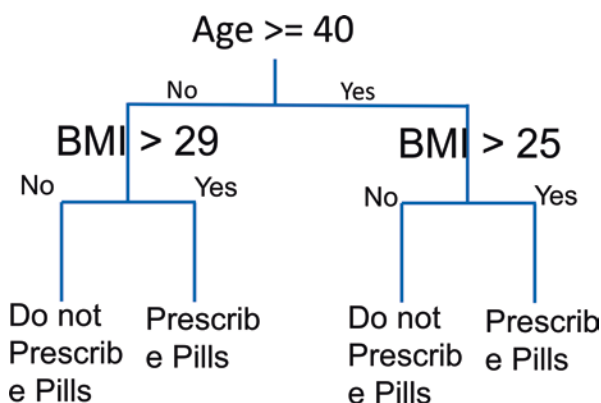 Age >= 40
No Yes
BMI > 29 BMI > 25
No Yes No Yes
Do not
Prescrib
e Pills
Prescrib
e Pills
Do not
Prescrib
e Pills
Prescrib
e Pills